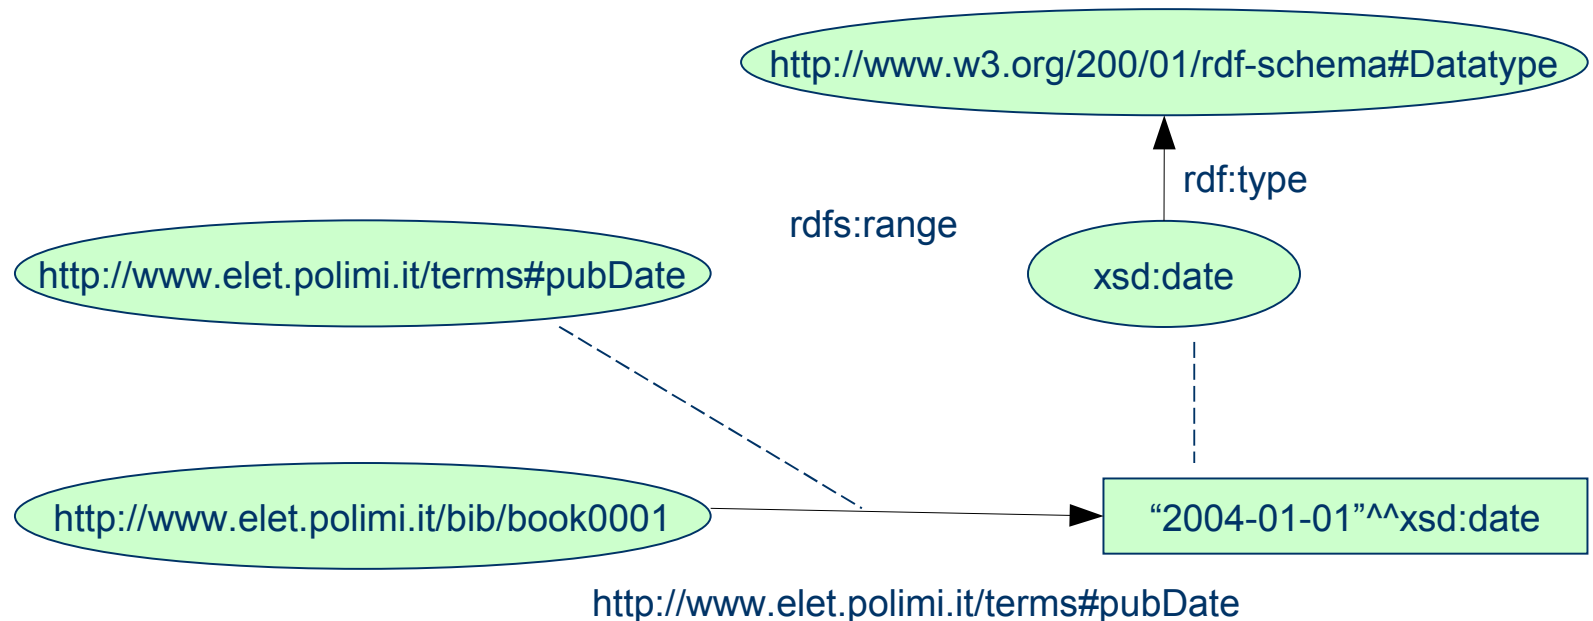 http://www.w3.org/200/01/rdf-schema#Datatype
rdf:type
rdfs:range
http://www.elet.polimi.it/terms#pubDate
xsd:date
http://www.elet.polimi.it/bib/book0001
“2004-01-01”^^xsd:date
http://www.elet.polimi.it/terms#pubDate